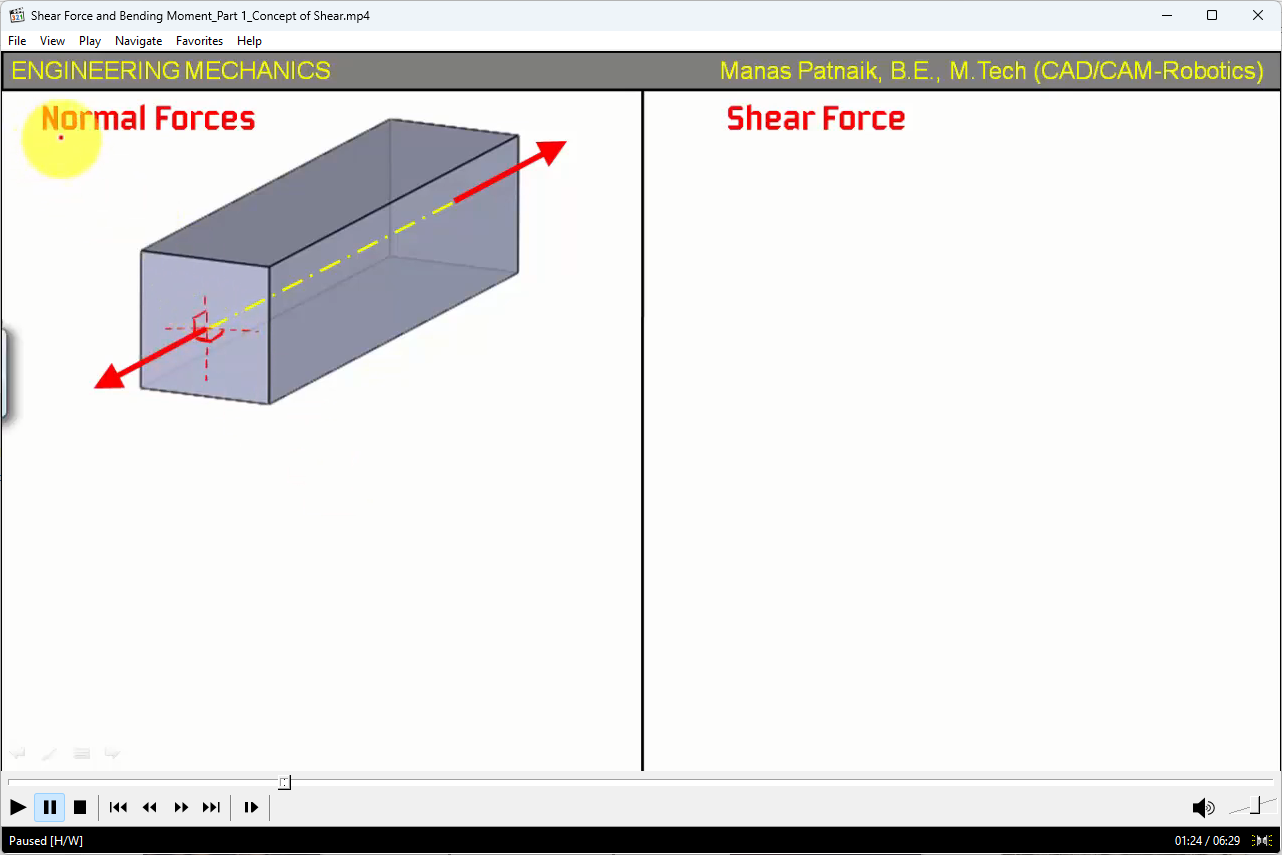 Shear Force and Bending Moment_Part 1_Concept of Shear.mp4
File View Play Navigate Favorites Help
ENGINEERING MECHANICS Manas Patnaik, B.E., M.Tech (CAD/CAM-Robotics)
Normal Forces Shear Force
Paused [H/W] 01:24 / 06:29